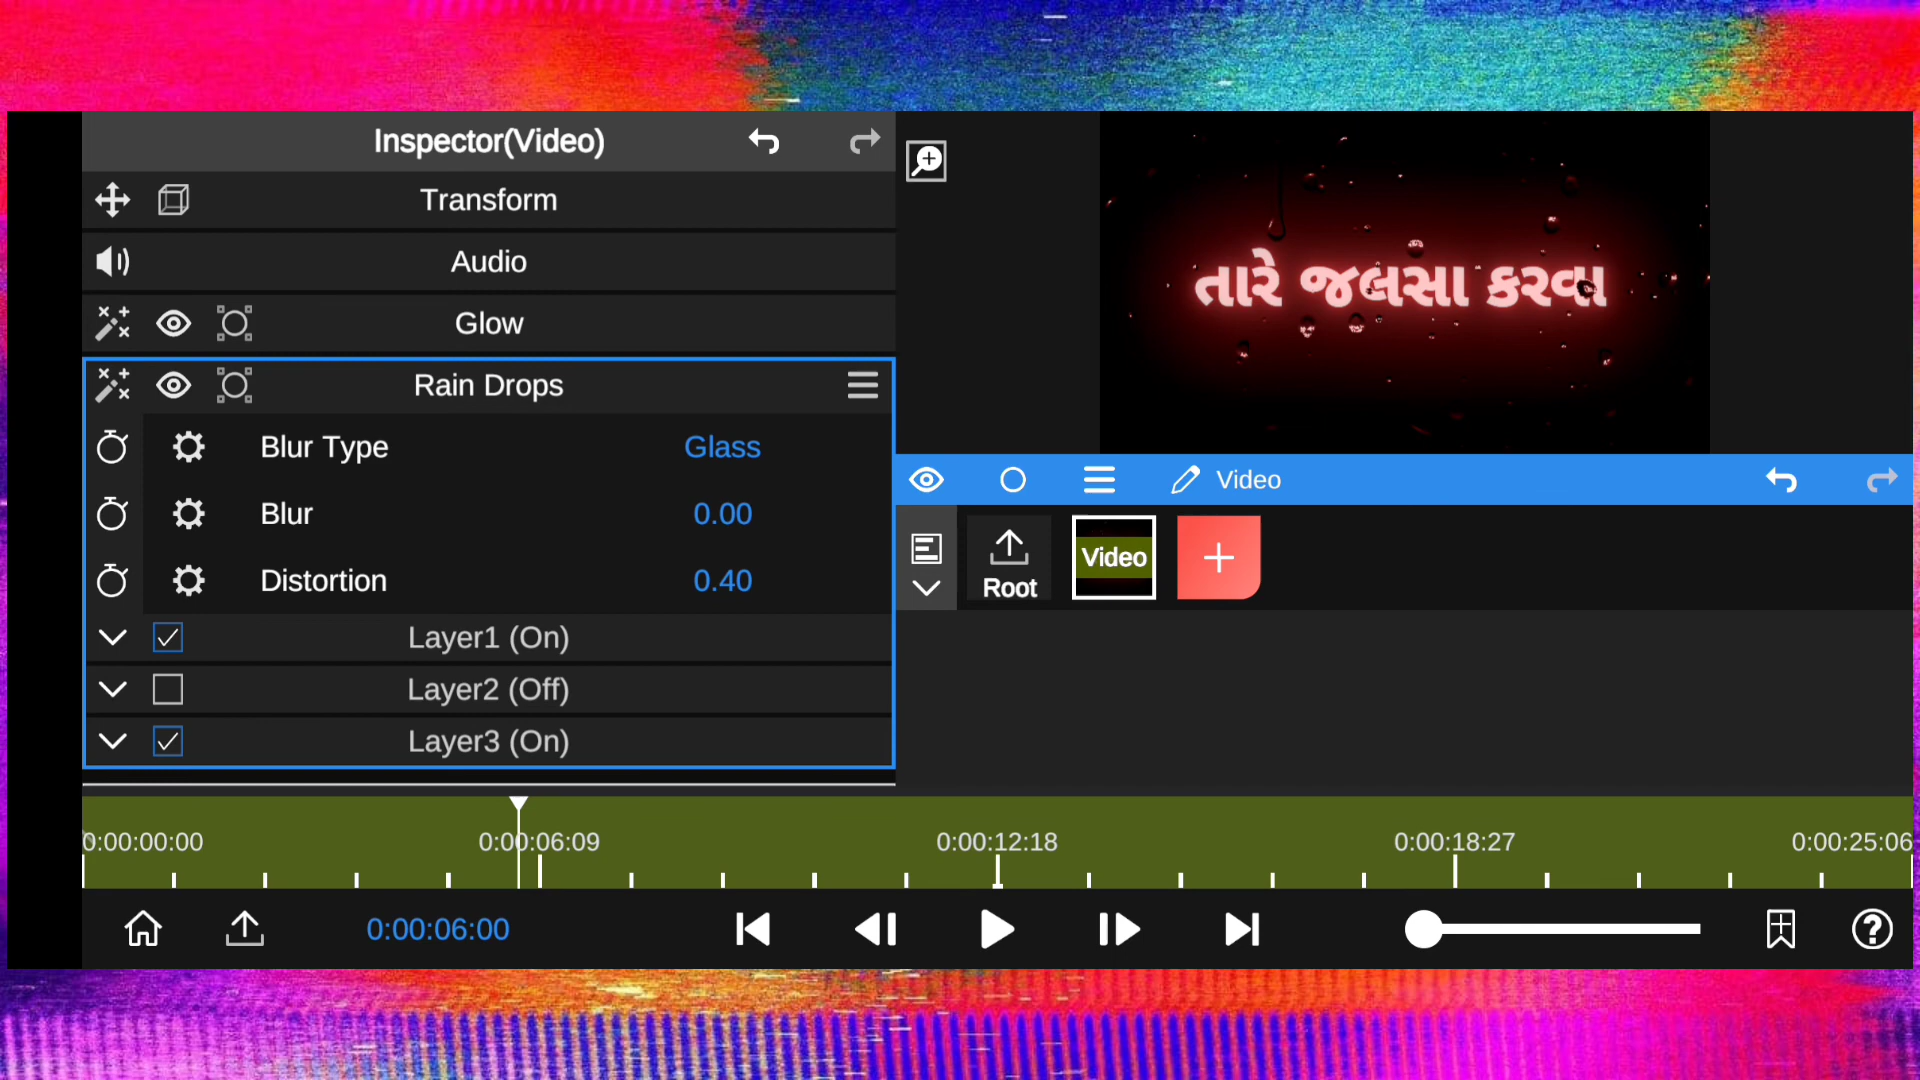 Inspector(Video)
Transform
Audio
Glow
Rain Drops
Blur Type Glass
Blur 0.00
Distortion 0.40
Layer1 (On)
Layer2 (Off)
Layer3 (On)
તારે જલસા કરવા
Video
Root
Video
0:00:00:00 0:00:06:09 0:00:12:18 0:00:18:27 0:00:25:06
0:00:06:00